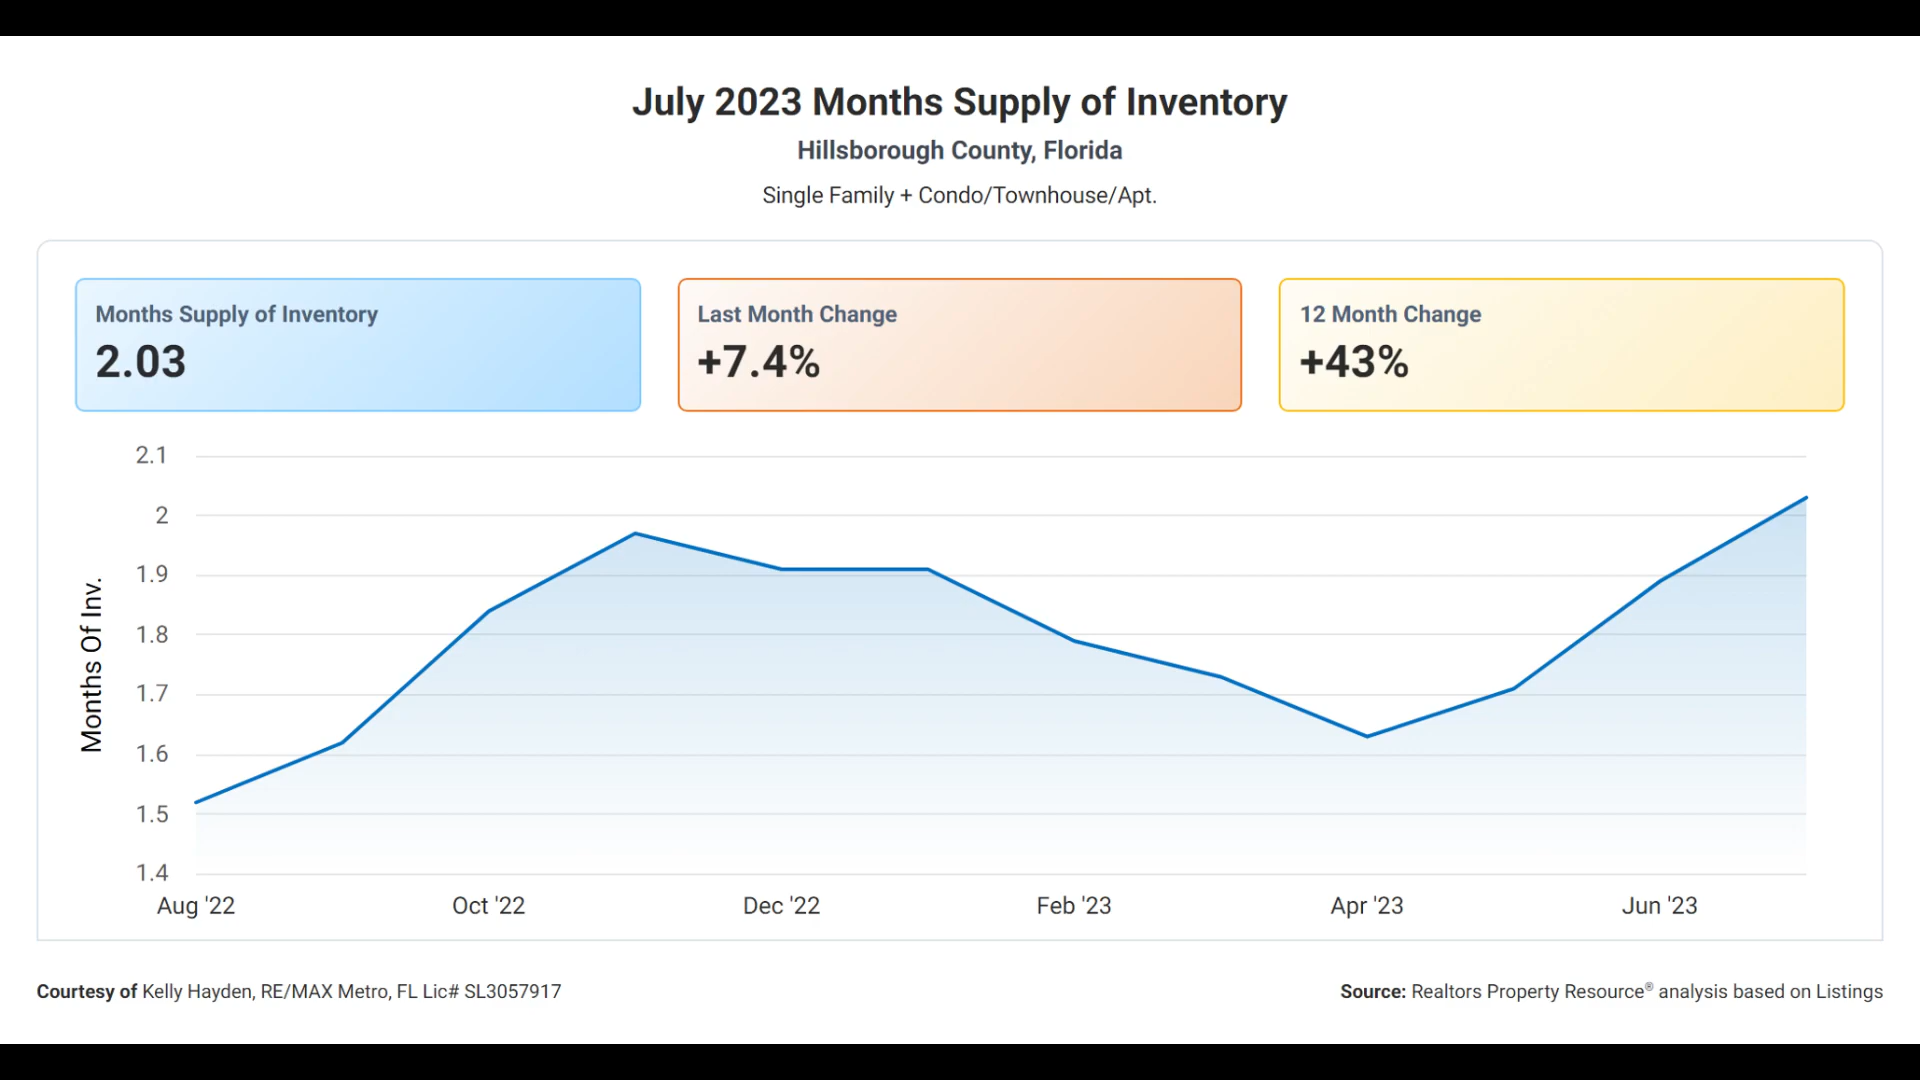 July 2023 Months Supply of Inventory
Hillsborough County, Florida
Single Family + Condo/Townhouse/Apt.
Months Supply of Inventory
2.03
Last Month Change
+7.4%
12 Month Change
+43%
Months Of Inv.
2.1
2
1.9
1.8
1.7
1.6
1.5
1.4
Aug '22 Oct '22 Dec '22 Feb '23 Apr '23 Jun '23
Courtesy of Kelly Hayden, RE/MAX Metro, FL Lic# SL3057917
Source: Realtors Property Resource® analysis based on Listings